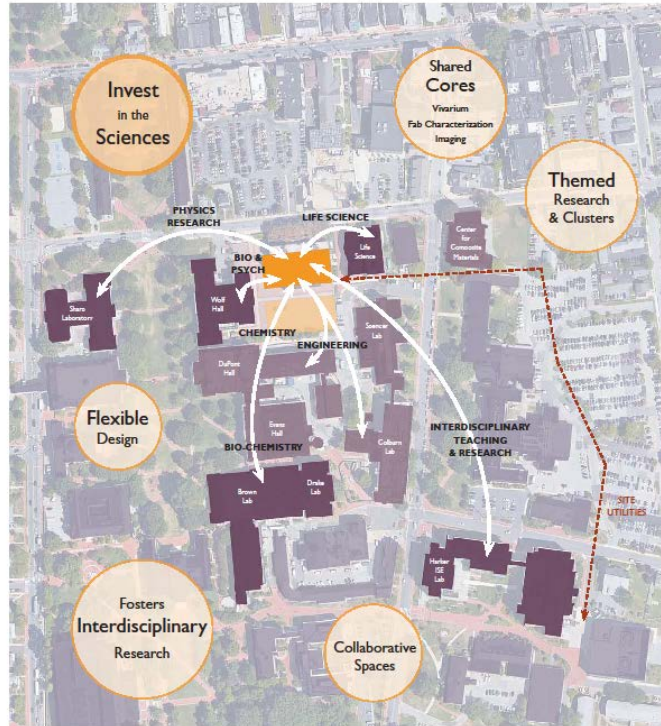 Invest
in the
Sciences
Shared
Cores
Vivarium
Fab Characterization
Imaging
Themed
Research
& Clusters
PHYSICS
RESEARCH
LIFE SCIENCE
Life
Science
Center
for
Composite
Materials
BIO &
PSYCH
Wolf
Hall
Sharp
Laboratory
CHEMISTRY
ENGINEERING
Spencer
Lab
DuPont
Hall
Flexible
Design
Evans
Hall
BIO-CHEMISTRY
Colburn
Lab
INTERDISCIPLINARY
TEACHING
& RESEARCH
Brown
Lab
Drake
Lab
SITE
UTILITIES
Harker
ISE
Lab
Fosters
Interdisciplinary
Research
Collaborative
Spaces